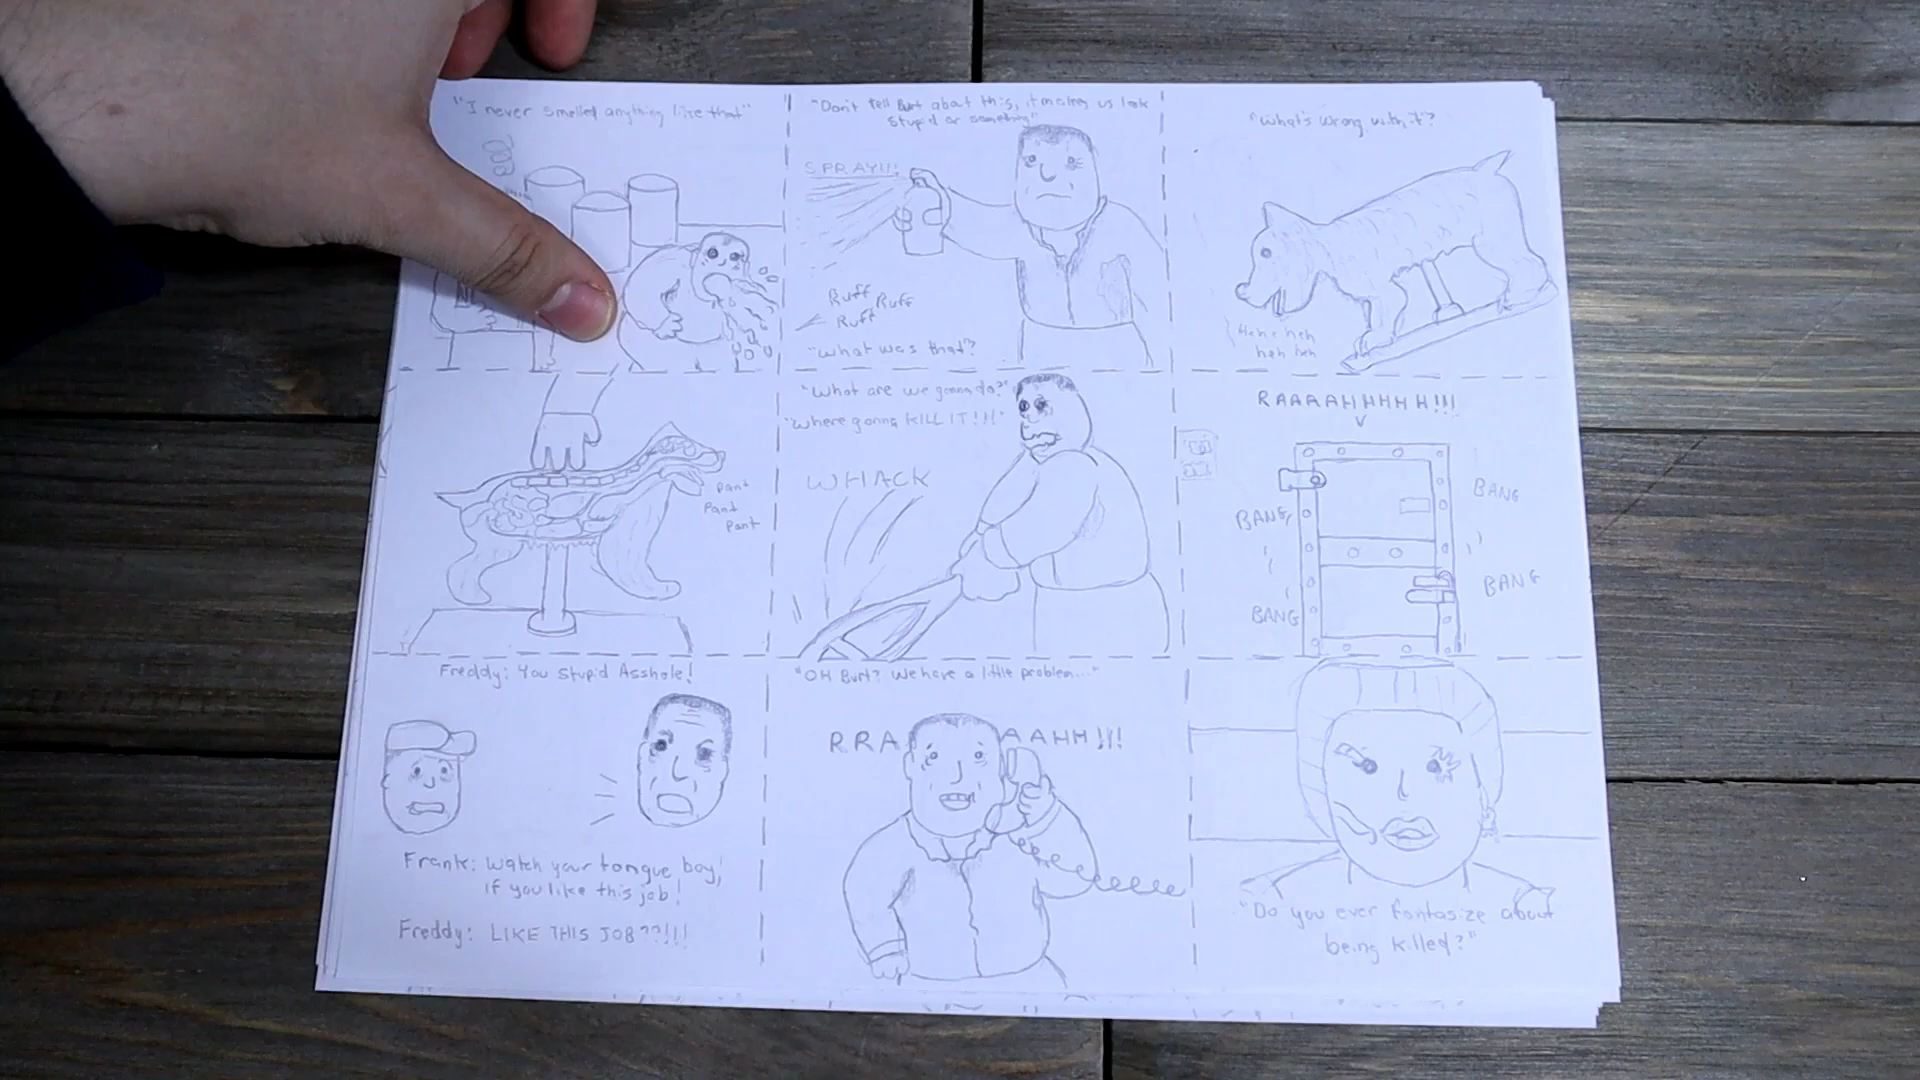 "I never smelled anything like that"
"Don't tell Burt about this, it making us look
stupid or something"
SPRAY!!!
Ruff Ruff
Ruff
"What was that?
"What's wrong with it"?
Heh e heh
heh heh
Pant
Pant
Pant
"What are we gonna do?"
"Where gonna KILL IT!!!"
WHACK
RAAAAHHHHH!!!
BANG
BANG
BANG
BANG
Freddy: You Stupid Asshole!
Frank: Watch your tongue boy,
if you like this job!
Freddy: LIKE THIS JOB??!!!
"OH Burt? We have a little problem..."
RRA AAHH!!!
"Do you ever fantasize about
being killed?"